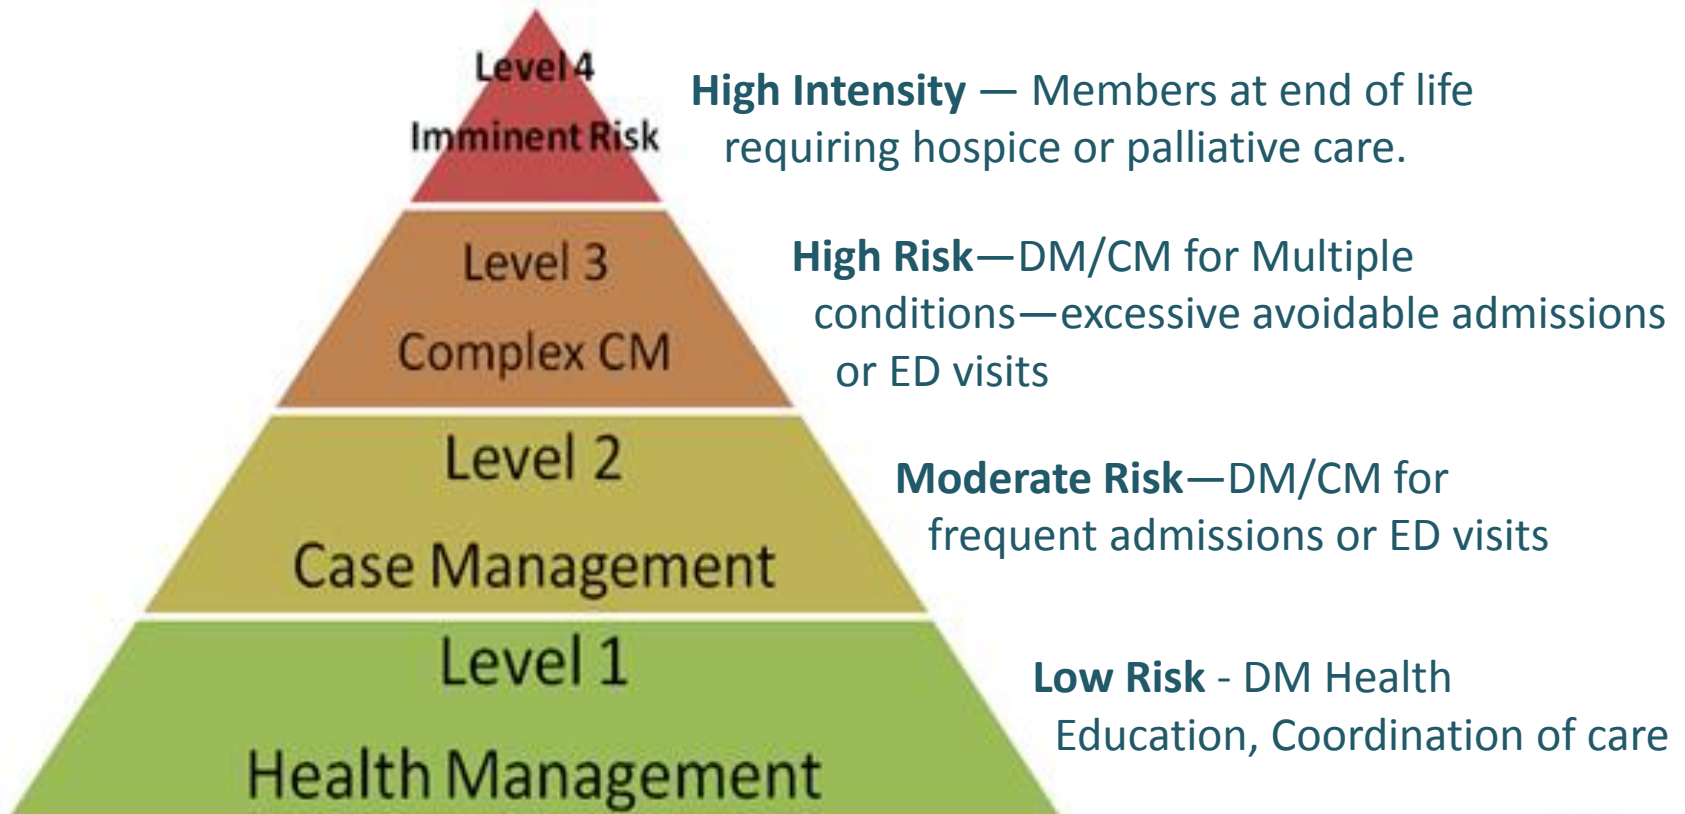 Level 4
Imminent Risk
High Intensity — Members at end of life
requiring hospice or palliative care.
Level 3
Complex CM
High Risk—DM/CM for Multiple
conditions—excessive avoidable admissions
or ED visits
Level 2
Case Management
Moderate Risk—DM/CM for
frequent admissions or ED visits
Level 1
Health Management
Low Risk - DM Health
Education, Coordination of care